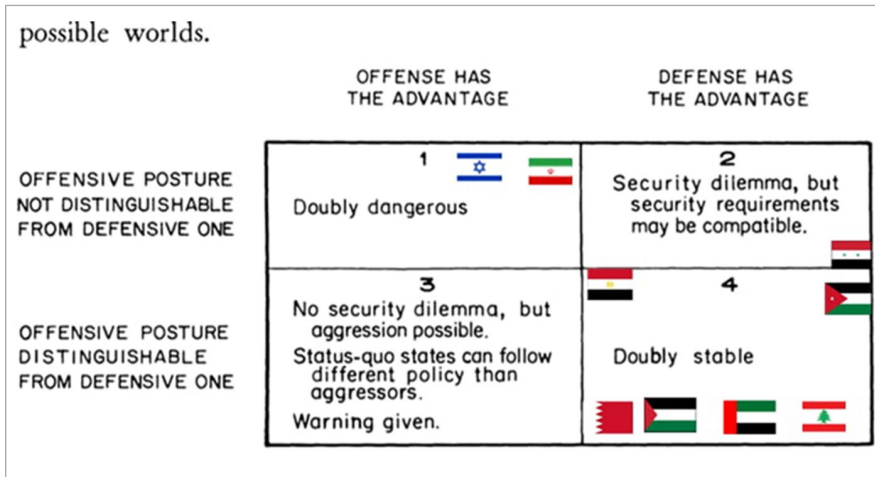 possible worlds.
OFFENSE HAS
THE ADVANTAGE
DEFENSE HAS
THE ADVANTAGE
OFFENSIVE POSTURE
NOT DISTINGUISHABLE
FROM DEFENSIVE ONE
1
Doubly dangerous
2
Security dilemma, but
security requirements
may be compatible.
OFFENSIVE POSTURE
DISTINGUISHABLE
FROM DEFENSIVE ONE
3
No security dilemma, but
aggression possible.
Status-quo states can follow
different policy than
aggressors.
Warning given.
4
Doubly stable